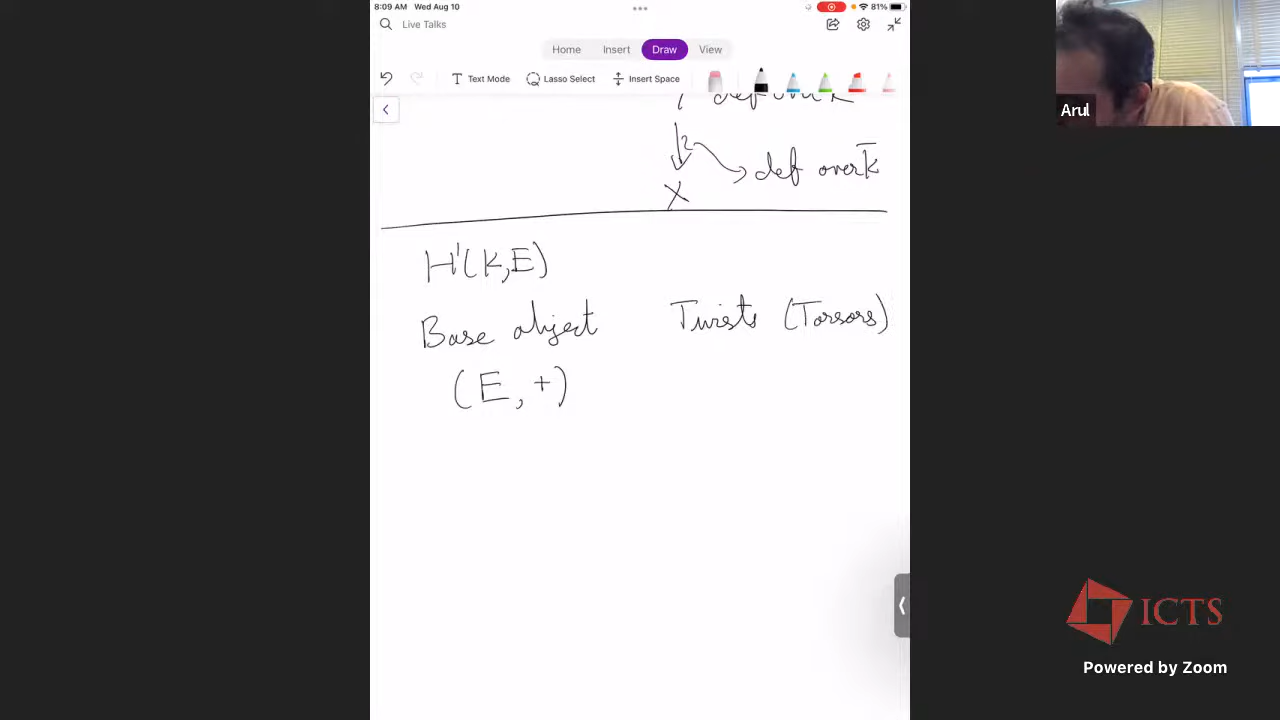 8:09 AM Wed Aug 10
81%
Live Talks
Home Insert Draw View
Text Mode Lasso Select Insert Space
Arul
def over k̄
X
H¹(K,E)
Base object Twists (Torsors)
(E, +)
ICTS
Powered by Zoom